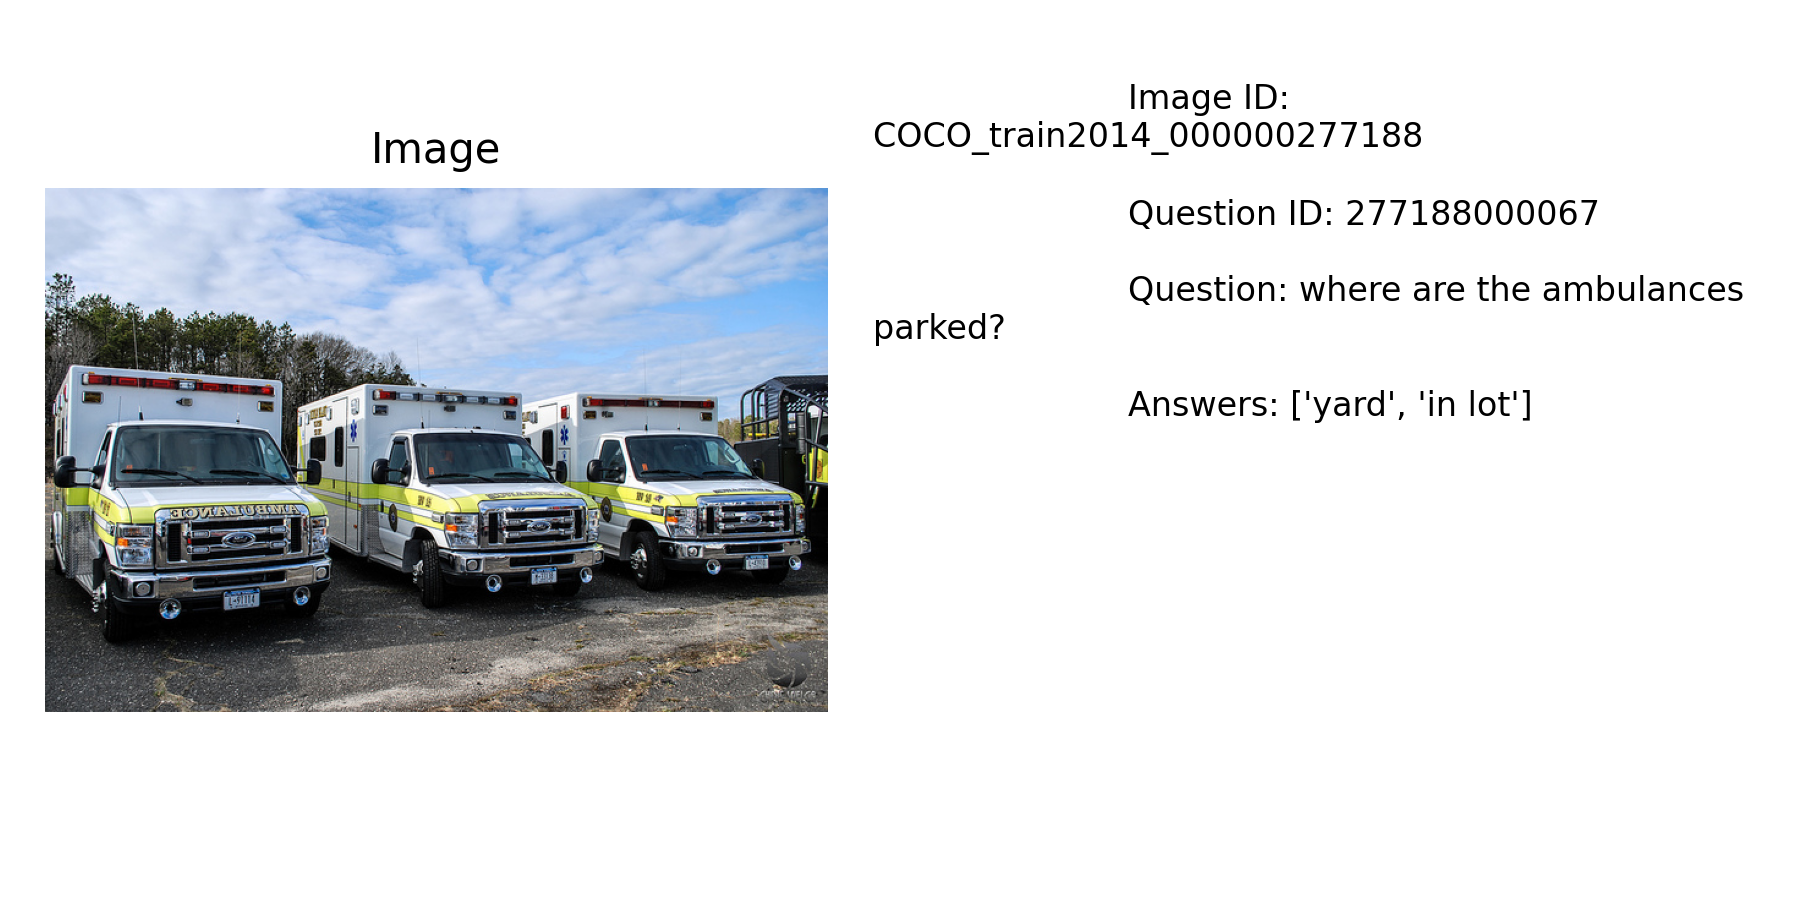 Image
Image ID:
COCO_train2014_000000277188
Question ID: 277188000067
Question: where are the ambulances
parked?
Answers: ['yard', 'in lot']
AMBULANCE